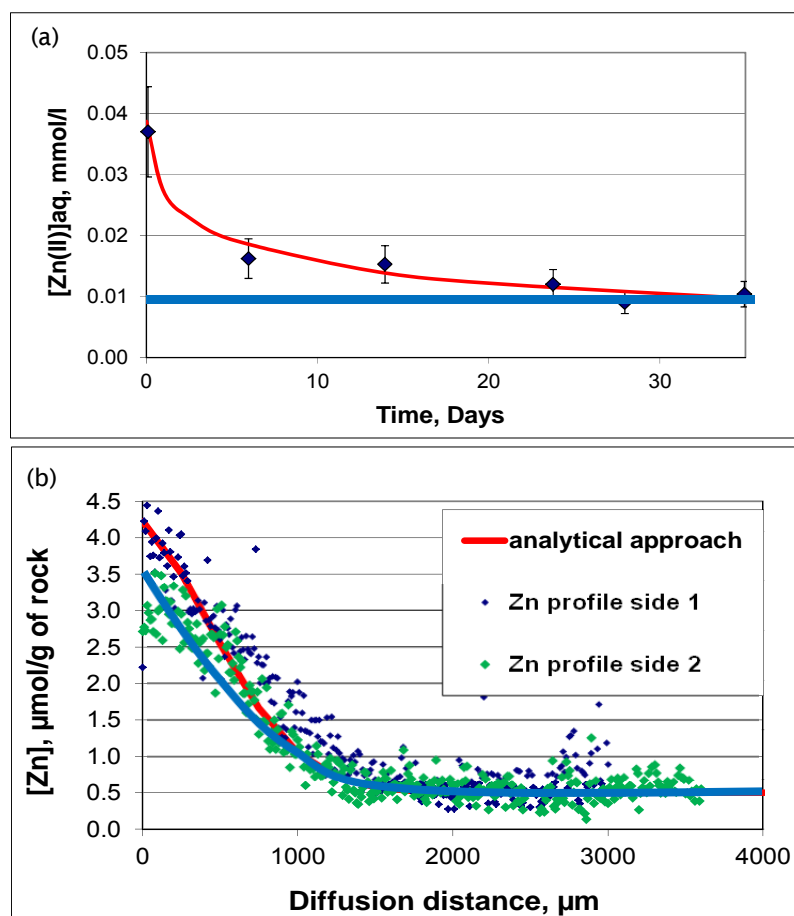 (a)
0.05
0.04
0.03
0.02
0.01
0.00
[Zn(II)]aq, mmol/l
0 10 20 30
Time, Days
(b)
4.5
4.0
3.5
3.0
2.5
2.0
1.5
1.0
0.5
0.0
[Zn], µmol/g of rock
analytical approach
Zn profile side 1
Zn profile side 2
0 1000 2000 3000 4000
Diffusion distance, µm